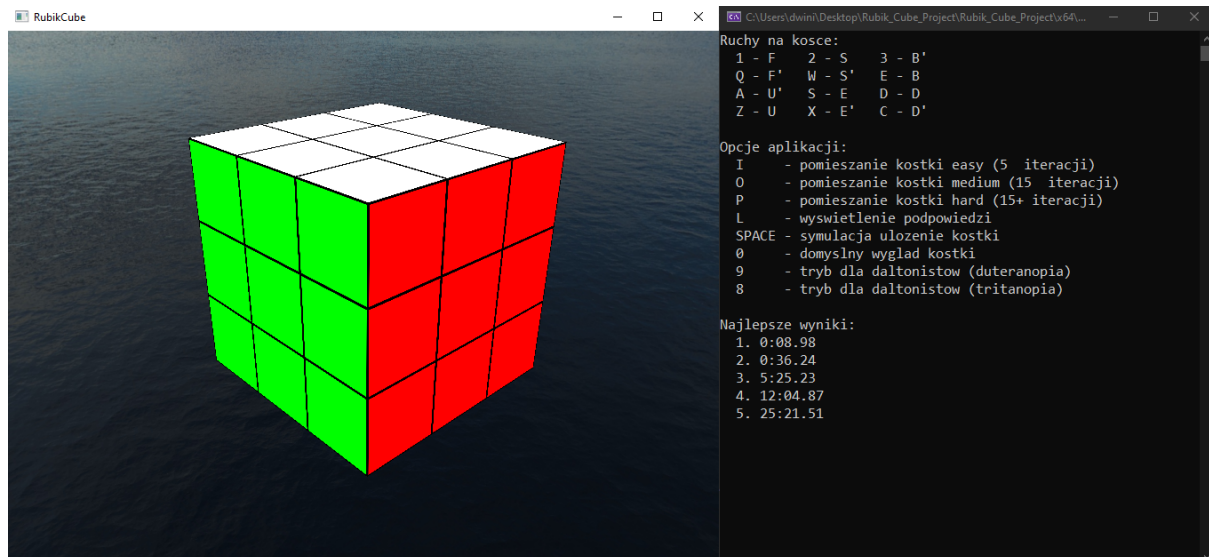 RubikCube
C:\Users\dwini\Desktop\Rubik_Cube_Project\Rubik_Cube_Project\x64\...
Ruchy na kosce:
1 - F    2 - S    3 - B'
Q - F'   W - S'   E - B
A - U'   S - E    D - D
Z - U    X - E'   C - D'
Opcje aplikacji:
I     - pomieszanie kostki easy (5  iteracji)
O     - pomieszanie kostki medium (15  iteracji)
P     - pomieszanie kostki hard (15+ iteracji)
L     - wyswietlenie podpowiedzi
SPACE - symulacja ulozenie kostki
0     - domyslny wyglad kostki
9     - tryb dla daltonistow (duteranopia)
8     - tryb dla daltonistow (tritanopia)
Najlepsze wyniki:
1. 0:08.98
2. 0:36.24
3. 5:25.23
4. 12:04.87
5. 25:21.51